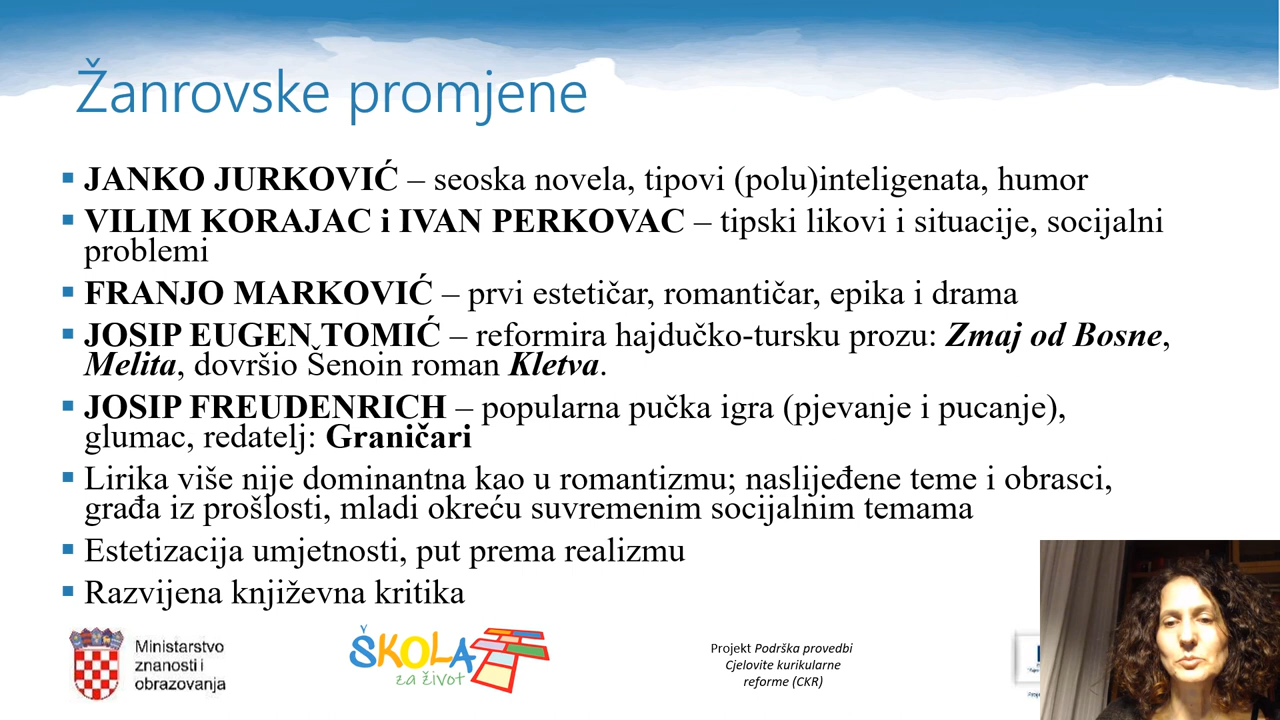 Žanrovske promjene
▪ JANKO JURKOVIĆ – seoska novela, tipovi (polu)inteligenata, humor
▪ VILIM KORAJAC i IVAN PERKOVAC – tipski likovi i situacije, socijalni
problemi
▪ FRANJO MARKOVIĆ – prvi estetičar, romantičar, epika i drama
▪ JOSIP EUGEN TOMIĆ – reformira hajdučko-tursku prozu: Zmaj od Bosne,
Melita, dovršio Šenoin roman Kletva.
▪ JOSIP FREUDENRICH – popularna pučka igra (pjevanje i pucanje),
glumac, redatelj: Graničari
▪ Lirika više nije dominantna kao u romantizmu; naslijeđene teme i obrasci,
građa iz prošlosti, mladi okreću suvremenim socijalnim temama
▪ Estetizacija umjetnosti, put prema realizmu
▪ Razvijena književna kritika
Ministarstvo
znanosti i
obrazovanja
ŠKOLA
za život
Projekt Podrška provedbi
Cjelovite kurikularne
reforme (CKR)